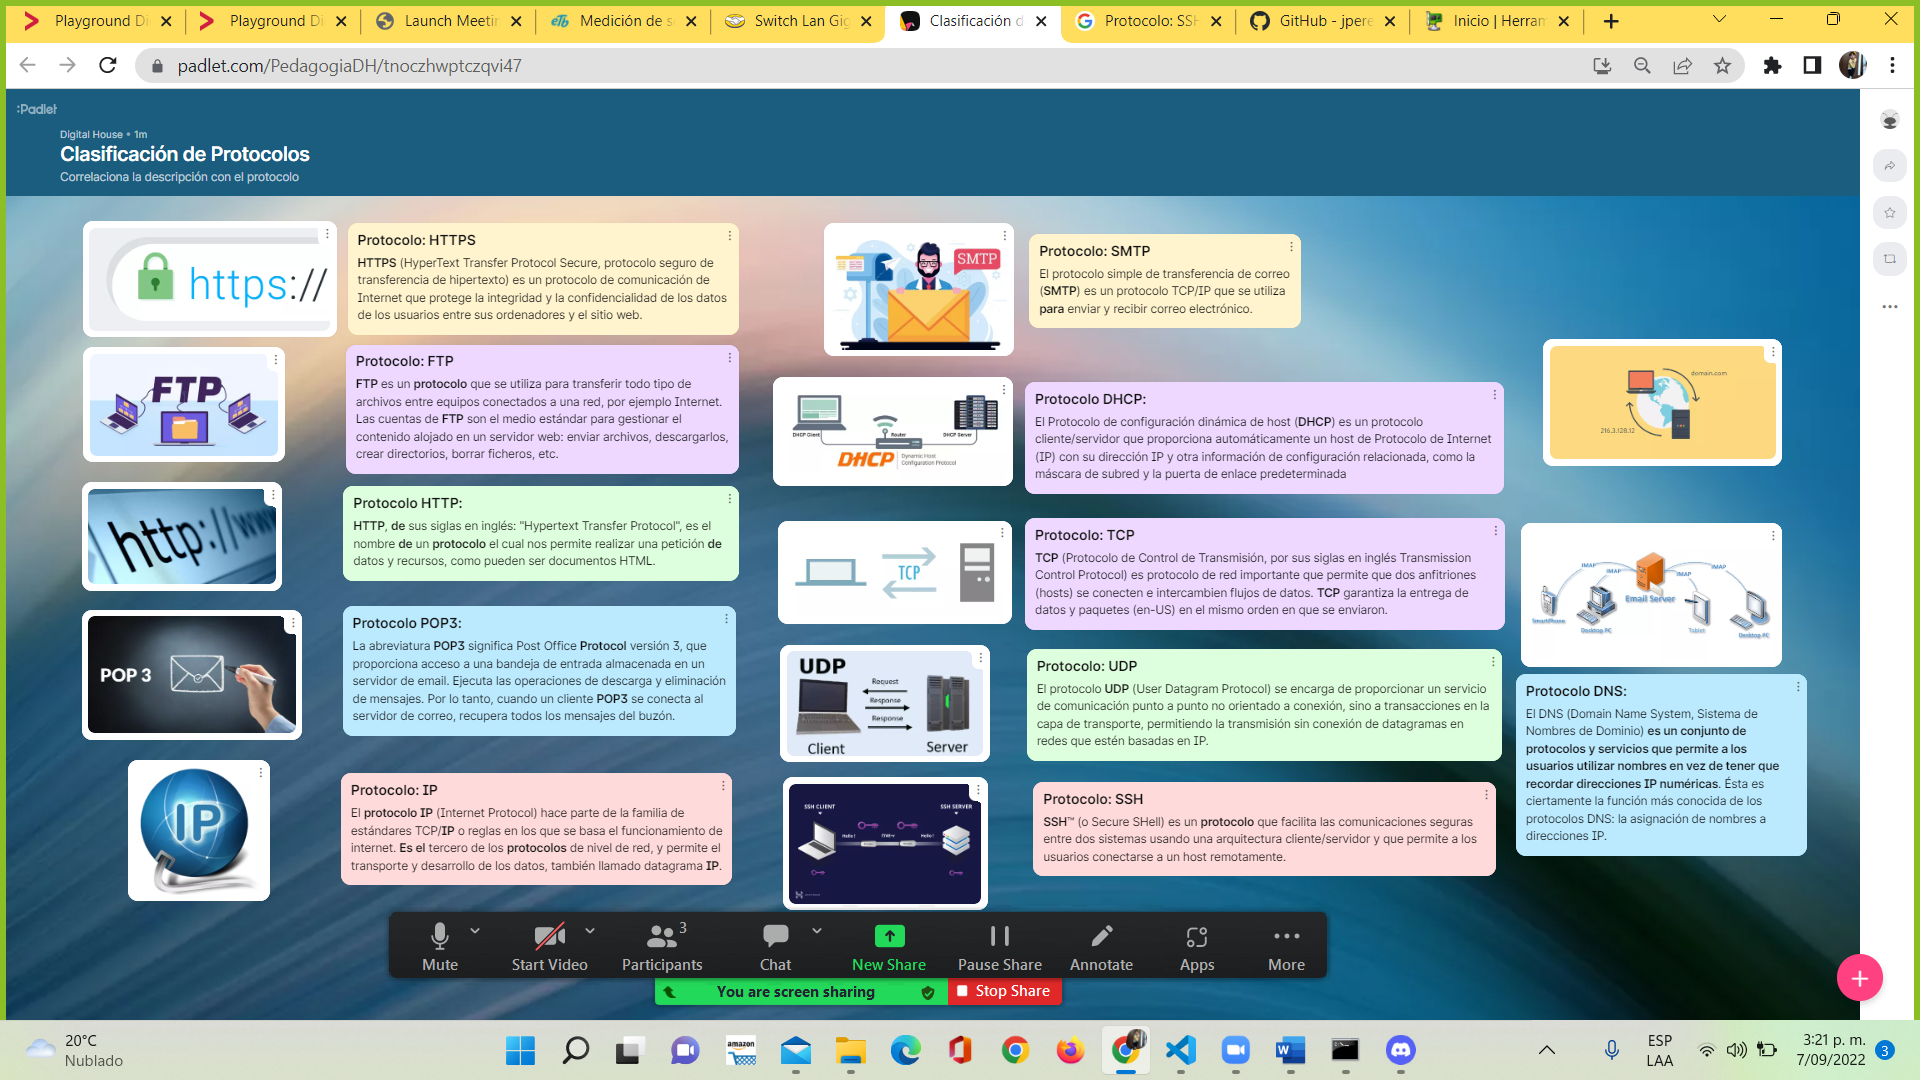 Playground Di
Playground Di
Launch Meetin
Medición de s
Switch Lan Gig
Clasificación d
Protocolo: SSH
GitHub - jpere
Inicio | Herram
padlet.com/PedagogiaDH/tnoczhwptczqvi47
:Padlet
Digital House • 1m
Clasificación de Protocolos
Correlaciona la descripción con el protocolo
https://
Protocolo: HTTPS
HTTPS (HyperText Transfer Protocol Secure, protocolo seguro de
transferencia de hipertexto) es un protocolo de comunicación de
Internet que protege la integridad y la confidencialidad de los datos
de los usuarios entre sus ordenadores y el sitio web.
FTP
Protocolo: FTP
FTP es un protocolo que se utiliza para transferir todo tipo de
archivos entre equipos conectados a una red, por ejemplo Internet.
Las cuentas de FTP son el medio estándar para gestionar el
contenido alojado en un servidor web: enviar archivos, descargarlos,
crear directorios, borrar ficheros, etc.
http://www
Protocolo HTTP:
HTTP, de sus siglas en inglés: "Hypertext Transfer Protocol", es el
nombre de un protocolo el cual nos permite realizar una petición de
datos y recursos, como pueden ser documentos HTML.
POP 3
Protocolo POP3:
La abreviatura POP3 significa Post Office Protocol versión 3, que
proporciona acceso a una bandeja de entrada almacenada en un
servidor de email. Ejecuta las operaciones de descarga y eliminación
de mensajes. Por lo tanto, cuando un cliente POP3 se conecta al
servidor de correo, recupera todos los mensajes del buzón.
IP
Protocolo: IP
El protocolo IP (Internet Protocol) hace parte de la familia de
estándares TCP/IP o reglas en los que se basa el funcionamiento de
internet. Es el tercero de los protocolos de nivel de red, y permite el
transporte y desarrollo de los datos, también llamado datagrama IP.
SMTP
Protocolo: SMTP
El protocolo simple de transferencia de correo
(SMTP) es un protocolo TCP/IP que se utiliza
para enviar y recibir correo electrónico.
DHCP Client
Router
DHCP Server
DHCP
Dynamic Host
Configuration Protocol
Protocolo DHCP:
El Protocolo de configuración dinámica de host (DHCP) es un protocolo
cliente/servidor que proporciona automáticamente un host de Protocolo de Internet
(IP) con su dirección IP y otra información de configuración relacionada, como la
máscara de subred y la puerta de enlace predeterminada
TCP
Protocolo: TCP
TCP (Protocolo de Control de Transmisión, por sus siglas en inglés Transmission
Control Protocol) es protocolo de red importante que permite que dos anfitriones
(hosts) se conecten e intercambien flujos de datos. TCP garantiza la entrega de
datos y paquetes (en-US) en el mismo orden en que se enviaron.
UDP
Request
Response
Response
Client
Server
Protocolo: UDP
El protocolo UDP (User Datagram Protocol) se encarga de proporcionar un servicio
de comunicación punto a punto no orientado a conexión, sino a transacciones en la
capa de transporte, permitiendo la transmisión sin conexión de datagramas en
redes que estén basadas en IP.
SSH CLIENT
SSH SERVER
Hello !
Hello !
Protocolo: SSH
SSH™ (o Secure SHell) es un protocolo que facilita las comunicaciones seguras
entre dos sistemas usando una arquitectura cliente/servidor y que permite a los
usuarios conectarse a un host remotamente.
domain.com
216.3.128.12
IMAP
IMAP
IMAP
IMAP
Email Server
SmartPhone
Desktop PC
Tablet
Desktop PC
Protocolo DNS:
El DNS (Domain Name System, Sistema de
Nombres de Dominio) es un conjunto de
protocolos y servicios que permite a los
usuarios utilizar nombres en vez de tener que
recordar direcciones IP numéricas. Ésta es
ciertamente la función más conocida de los
protocolos DNS: la asignación de nombres a
direcciones IP.
Mute
Start Video
3
Participants
Chat
New Share
Pause Share
Annotate
Apps
More
You are screen sharing
Stop Share
20°C
Nublado
amazon
ESP
LAA
3:21 p. m.
7/09/2022
3